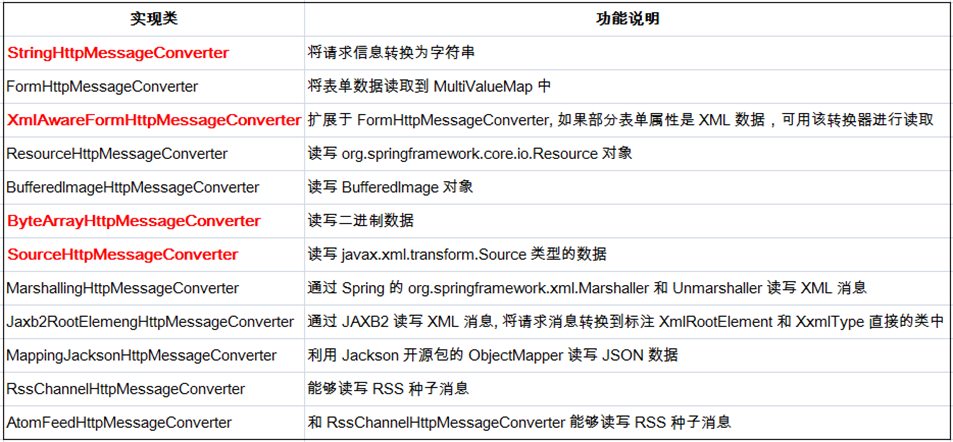 实现类 功能说明
StringHttpMessageConverter 将请求信息转换为字符串
FormHttpMessageConverter 将表单数据读取到 MultiValueMap 中
XmlAwareFormHttpMessageConverter 扩展于 FormHttpMessageConverter, 如果部分表单属性是 XML 数据，可用该转换器进行读取
ResourceHttpMessageConverter 读写 org.springframework.core.io.Resource 对象
BufferedImageHttpMessageConverter 读写 BufferedImage 对象
ByteArrayHttpMessageConverter 读写二进制数据
SourceHttpMessageConverter 读写 javax.xml.transform.Source 类型的数据
MarshallingHttpMessageConverter 通过 Spring 的 org.springframework.xml.Marshaller 和 Unmarshaller 读写 XML 消息
Jaxb2RootElemengHttpMessageConverter 通过 JAXB2 读写 XML 消息, 将请求消息转换到标注 XmlRootElement 和 XxmlType 直接的类中
MappingJacksonHttpMessageConverter 利用 Jackson 开源包的 ObjectMapper 读写 JSON 数据
RssChannelHttpMessageConverter 能够读写 RSS 种子消息
AtomFeedHttpMessageConverter 和 RssChannelHttpMessageConverter 能够读写 RSS 种子消息